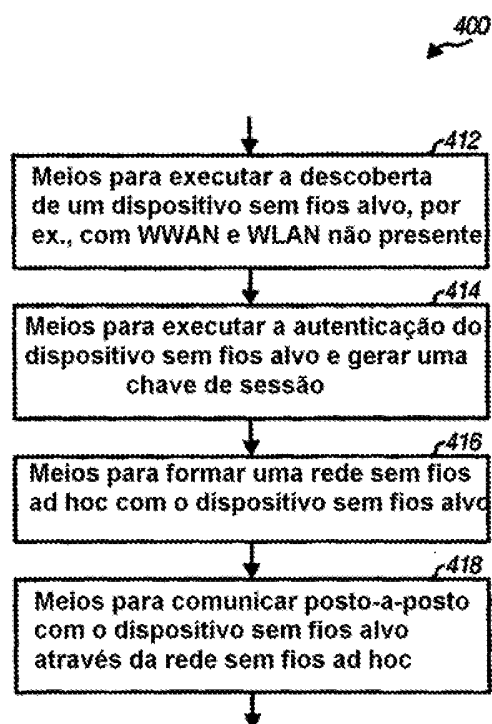 400
412
Meios para executar a descoberta
de um dispositivo sem fios alvo, por
ex., com WWAN e WLAN não presente
414
Meios para executar a autenticação do
dispositivo sem fios alvo e gerar uma
chave de sessão
416
Meios para formar uma rede sem fios
ad hoc com o dispositivo sem fios alvo
418
Meios para comunicar posto-a-posto
com o dispositivo sem fios alvo
através da rede sem fios ad hoc